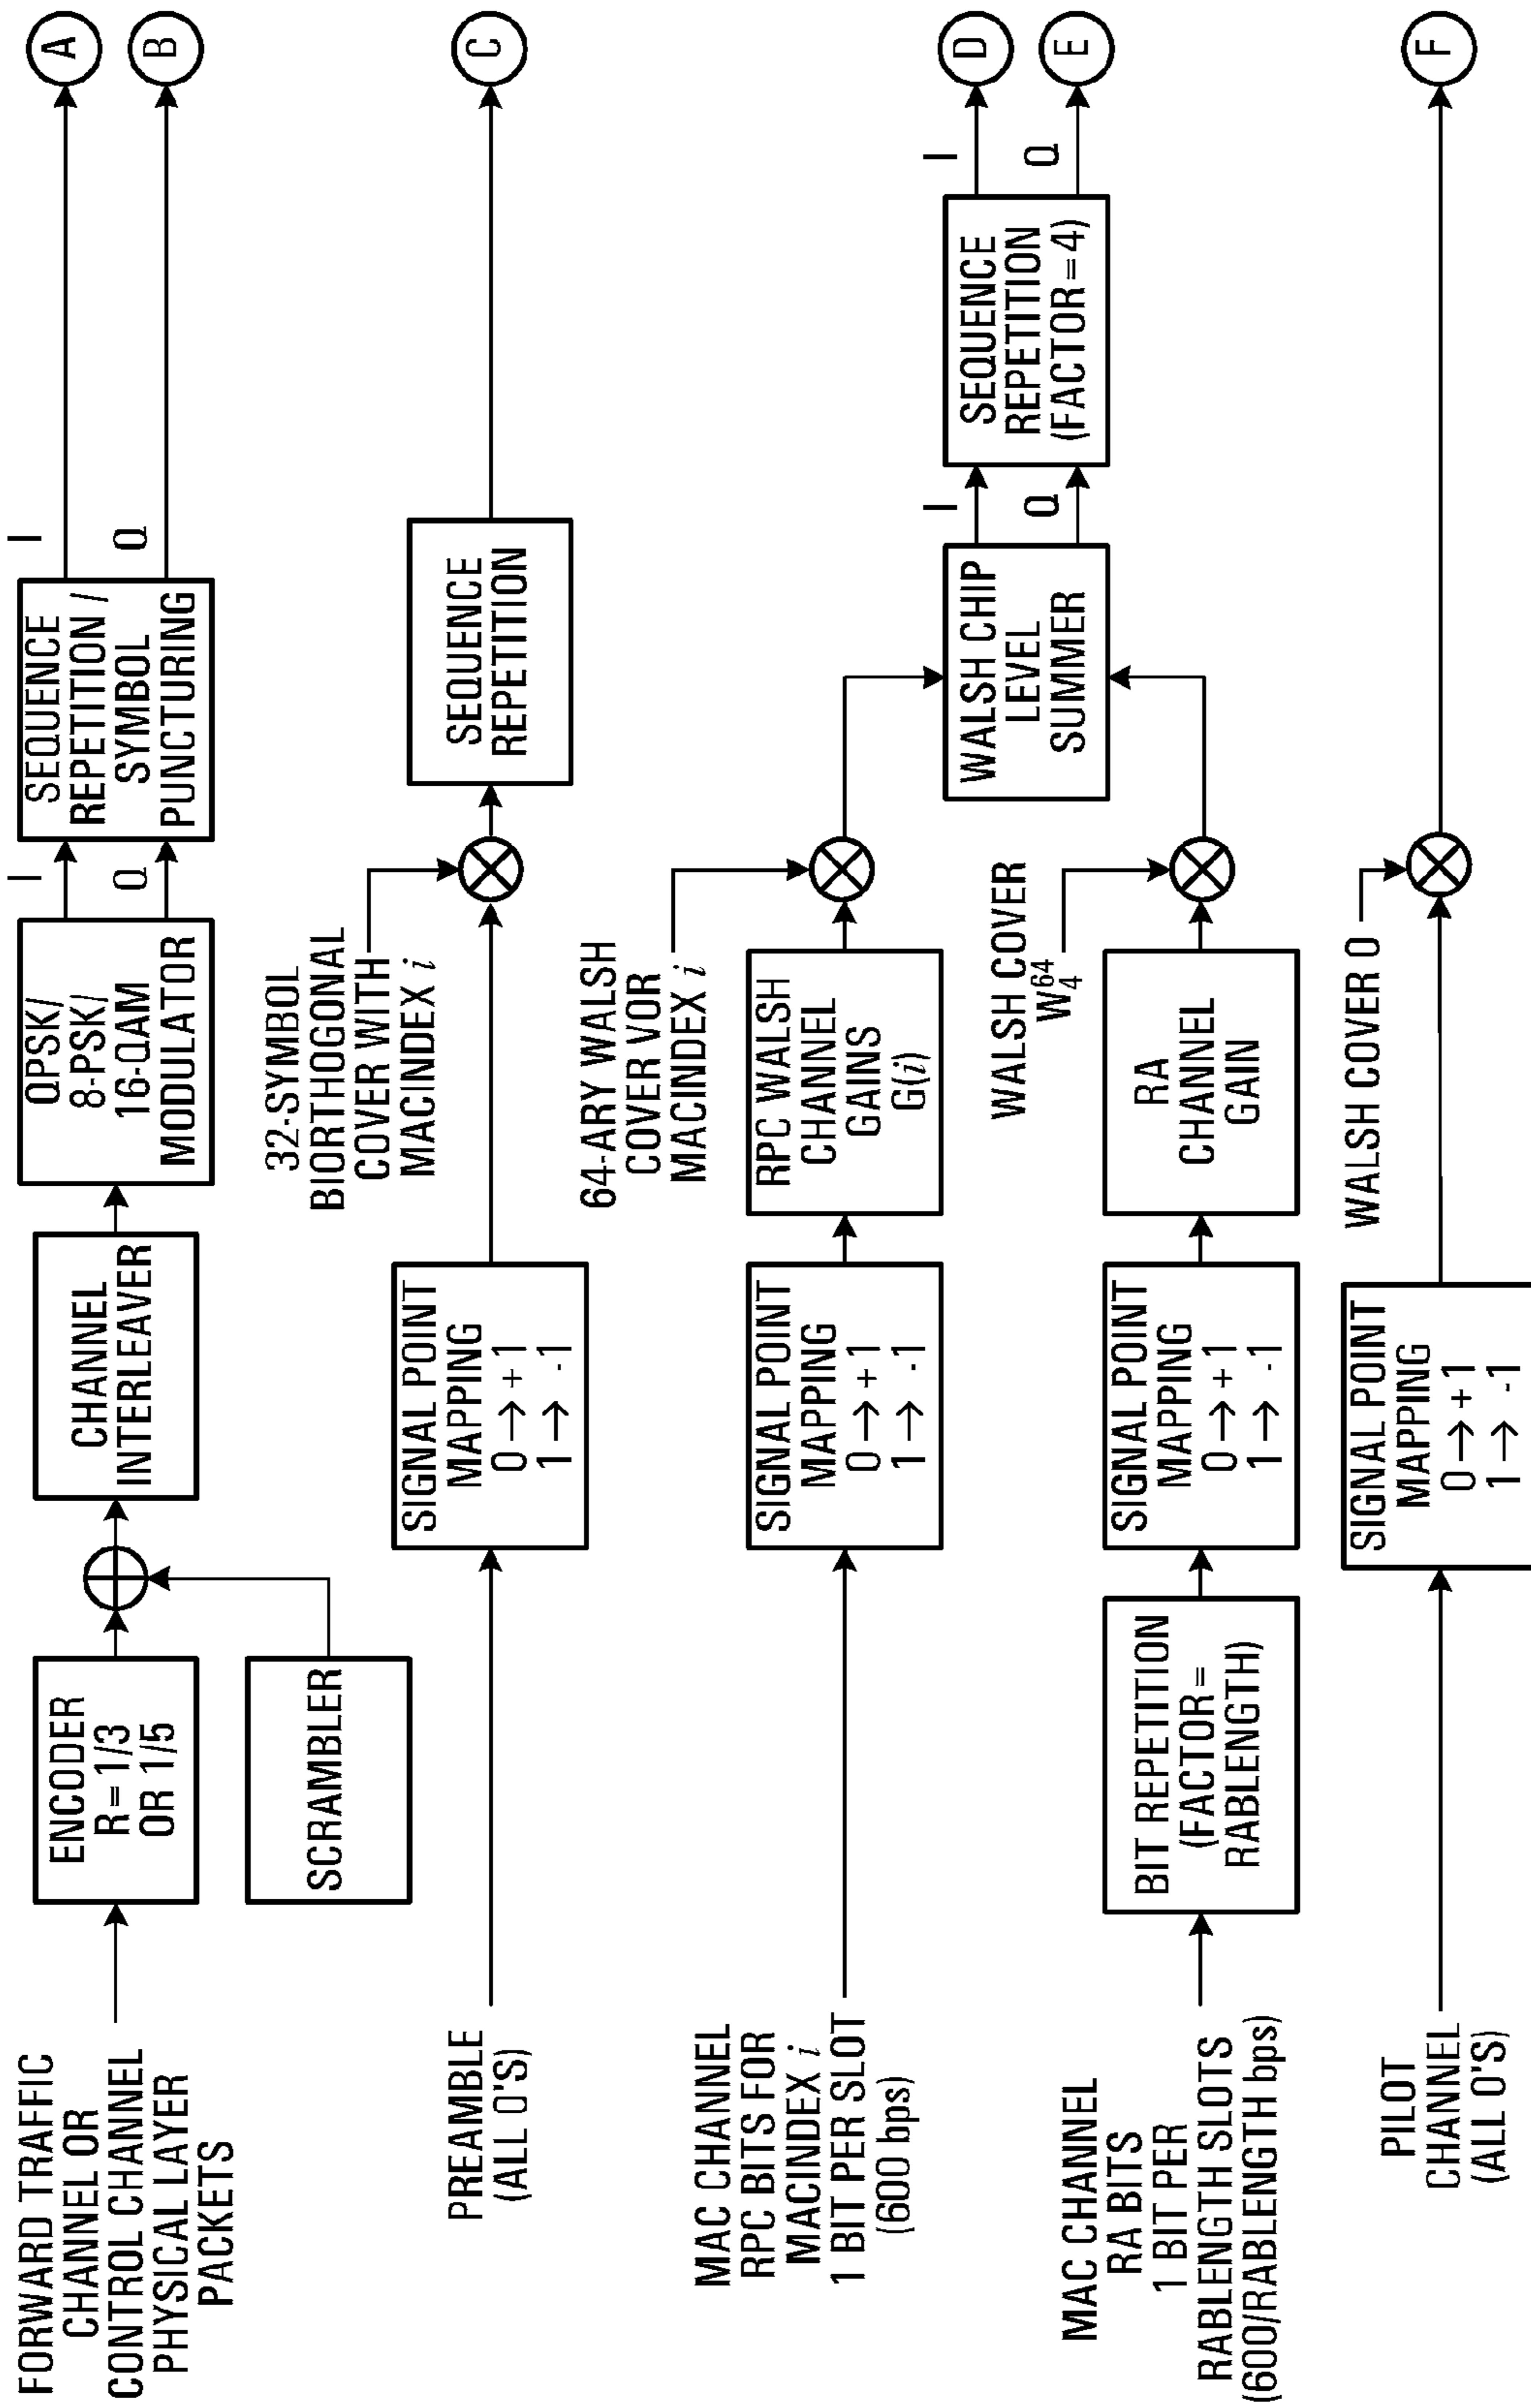 FORWARD TRAFFIC
CHANNEL OR
CONTROL CHANNEL
PHYSICAL LAYER
PACKETS
ENCODER
R=1/3
OR 1/5
SCRAMBLER
CHANNEL
INTERLEAVER
QPSK/
8-PSK/
16-QAM
MODULATOR
I
Q
SEQUENCE
REPETITION /
SYMBOL
PUNCTURING
I
Q
A
B
PREAMBLE
(ALL 0'S)
SIGNAL POINT
MAPPING
0→+1
1→ -1
32-SYMBOL
BIORTHOGONAL
COVER WITH
MACINDEX i
SEQUENCE
REPETITION
C
MAC CHANNEL
RPC BITS FOR
MACINDEX i
1 BIT PER SLOT
(600 bps)
SIGNAL POINT
MAPPING
0→+1
1→ -1
64-ARY WALSH
COVER VOR
MACINDEX i
RPC WALSH
CHANNEL
GAINS
G(i)
WALSH CHIP
LEVEL
SUMMER
I
Q
SEQUENCE
REPETITION
(FACTOR=4)
I
Q
D
E
MAC CHANNEL
RA BITS
1 BIT PER
RABLENGTH SLOTS
(600/RABLENGTH bps)
BIT REPETITION
(FACTOR=
RABLENGTH)
SIGNAL POINT
MAPPING
0→+1
1→ -1
RA
CHANNEL
GAIN
WALSH COVER
W₄⁶⁴
PILOT
CHANNEL
(ALL 0'S)
SIGNAL POINT
MAPPING
0→+1
1→ -1
WALSH COVER 0
F